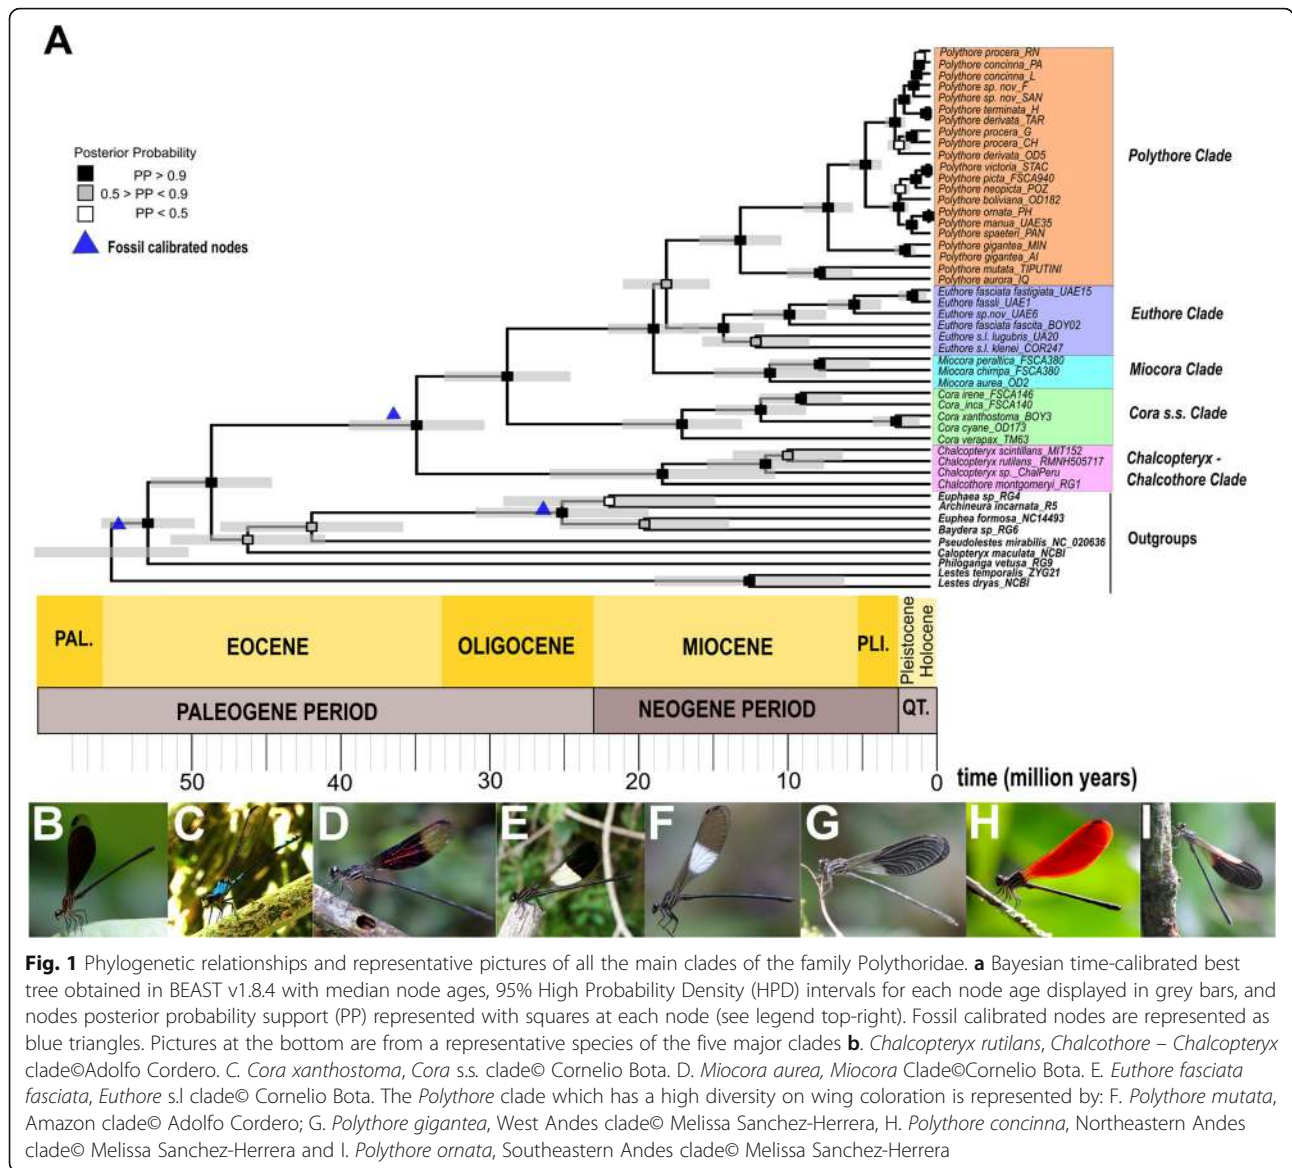 A
Posterior Probability
PP > 0.9
0.5 > PP < 0.9
PP < 0.5
Fossil calibrated nodes
Polythore procera_RN
Polythore concinna_PA
Polythore concinna_L
Polythore sp. nov_F
Polythore sp. nov_SAN
Polythore terminata_H
Polythore derivata_TAR
Polythore procera_G
Polythore procera_CH
Polythore derivata_OD5
Polythore victoria_STAC
Polythore picta_FSCA940
Polythore neopicta_POZ
Polythore boliviana_OD182
Polythore ornata_PH
Polythore manua_UAE35
Polythore spaeteri_PAN
Polythore gigantea_MIN
Polythore gigantea_AI
Polythore mutata_TIPUTINI
Polythore aurora_IQ
Polythore Clade
Euthore fasciata fastigiata_UAE15
Euthore fassli_UAE1
Euthore sp.nov_UAE6
Euthore fasciata fascita_BOY02
Euthore s.l. lugubris_UA20
Euthore s.l. klenei_COR247
Euthore Clade
Miocora peraltica_FSCA380
Miocora chirripa_FSCA380
Miocora aurea_OD2
Miocora Clade
Cora irene_FSCA146
Cora_inca_FSCA140
Cora xanthostoma_BOY3
Cora cyane_OD173
Cora verapax_TM63
Cora s.s. Clade
Chalcopteryx scintillans_MIT152
Chalcopteryx rutilans_ RMNH505717
Chalcopteryx sp._ChalPeru
Chalcothore montgomeryi_RG1
Chalcopteryx -
Chalcothore Clade
Euphaea sp_RG4
Archineura incarnata_R5
Euphea formosa_NC14493
Baydera sp_RG6
Pseudolestes mirabilis_NC_020636
Calopteryx maculata_NCBI
Philoganga vetusa_RG9
Lestes temporalis_ZYG21
Lestes dryas_NCBI
Outgroups
PAL.
EOCENE
OLIGOCENE
MIOCENE
PLI.
Pleistocene
Holocene
PALEOGENE PERIOD
NEOGENE PERIOD
QT.
50
40
30
20
10
0
time (million years)
B
C
D
E
F
G
H
I
Fig. 1 Phylogenetic relationships and representative pictures of all the main clades of the family Polythoridae. a Bayesian time-calibrated best
tree obtained in BEAST v1.8.4 with median node ages, 95% High Probability Density (HPD) intervals for each node age displayed in grey bars, and
nodes posterior probability support (PP) represented with squares at each node (see legend top-right). Fossil calibrated nodes are represented as
blue triangles. Pictures at the bottom are from a representative species of the five major clades b. Chalcopteryx rutilans, Chalcothore – Chalcopteryx
clade©Adolfo Cordero. C. Cora xanthostoma, Cora s.s. clade© Cornelio Bota. D. Miocora aurea, Miocora Clade©Cornelio Bota. E. Euthore fasciata
fasciata, Euthore s.l clade© Cornelio Bota. The Polythore clade which has a high diversity on wing coloration is represented by: F. Polythore mutata,
Amazon clade© Adolfo Cordero; G. Polythore gigantea, West Andes clade© Melissa Sanchez-Herrera, H. Polythore concinna, Northeastern Andes
clade© Melissa Sanchez-Herrera and I. Polythore ornata, Southeastern Andes clade© Melissa Sanchez-Herrera